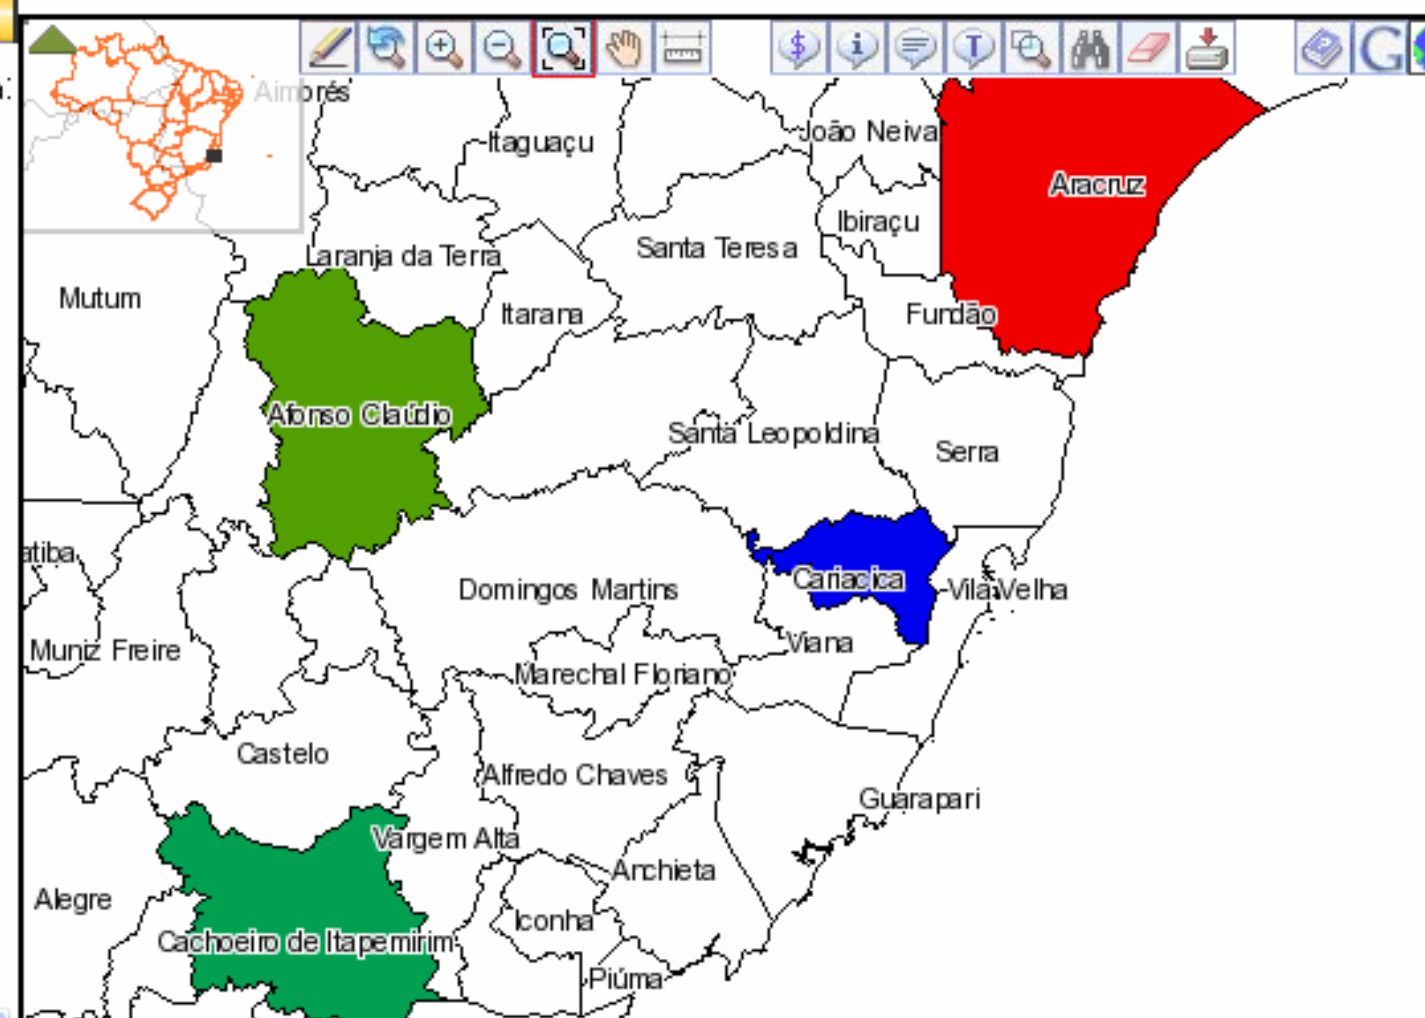 $ i T G
a:
Aimorés
Itaguaçu
João Neiva
Aracruz
Ibiraçu
Santa Teresa
Laranja da Terra
Mutum
Itarana
Fundão
Afonso Claúdio
Santa Leopoldina
Serra
atiba
Cariacica
Domingos Martins
Vila Velha
Viana
Muniz Freire
Marechal Floriano
Castelo
Alfredo Chaves
Guarapari
Vargem Alta
Archieta
Alegre
Iconha
Cachoeiro de Itapemirim
Piúma